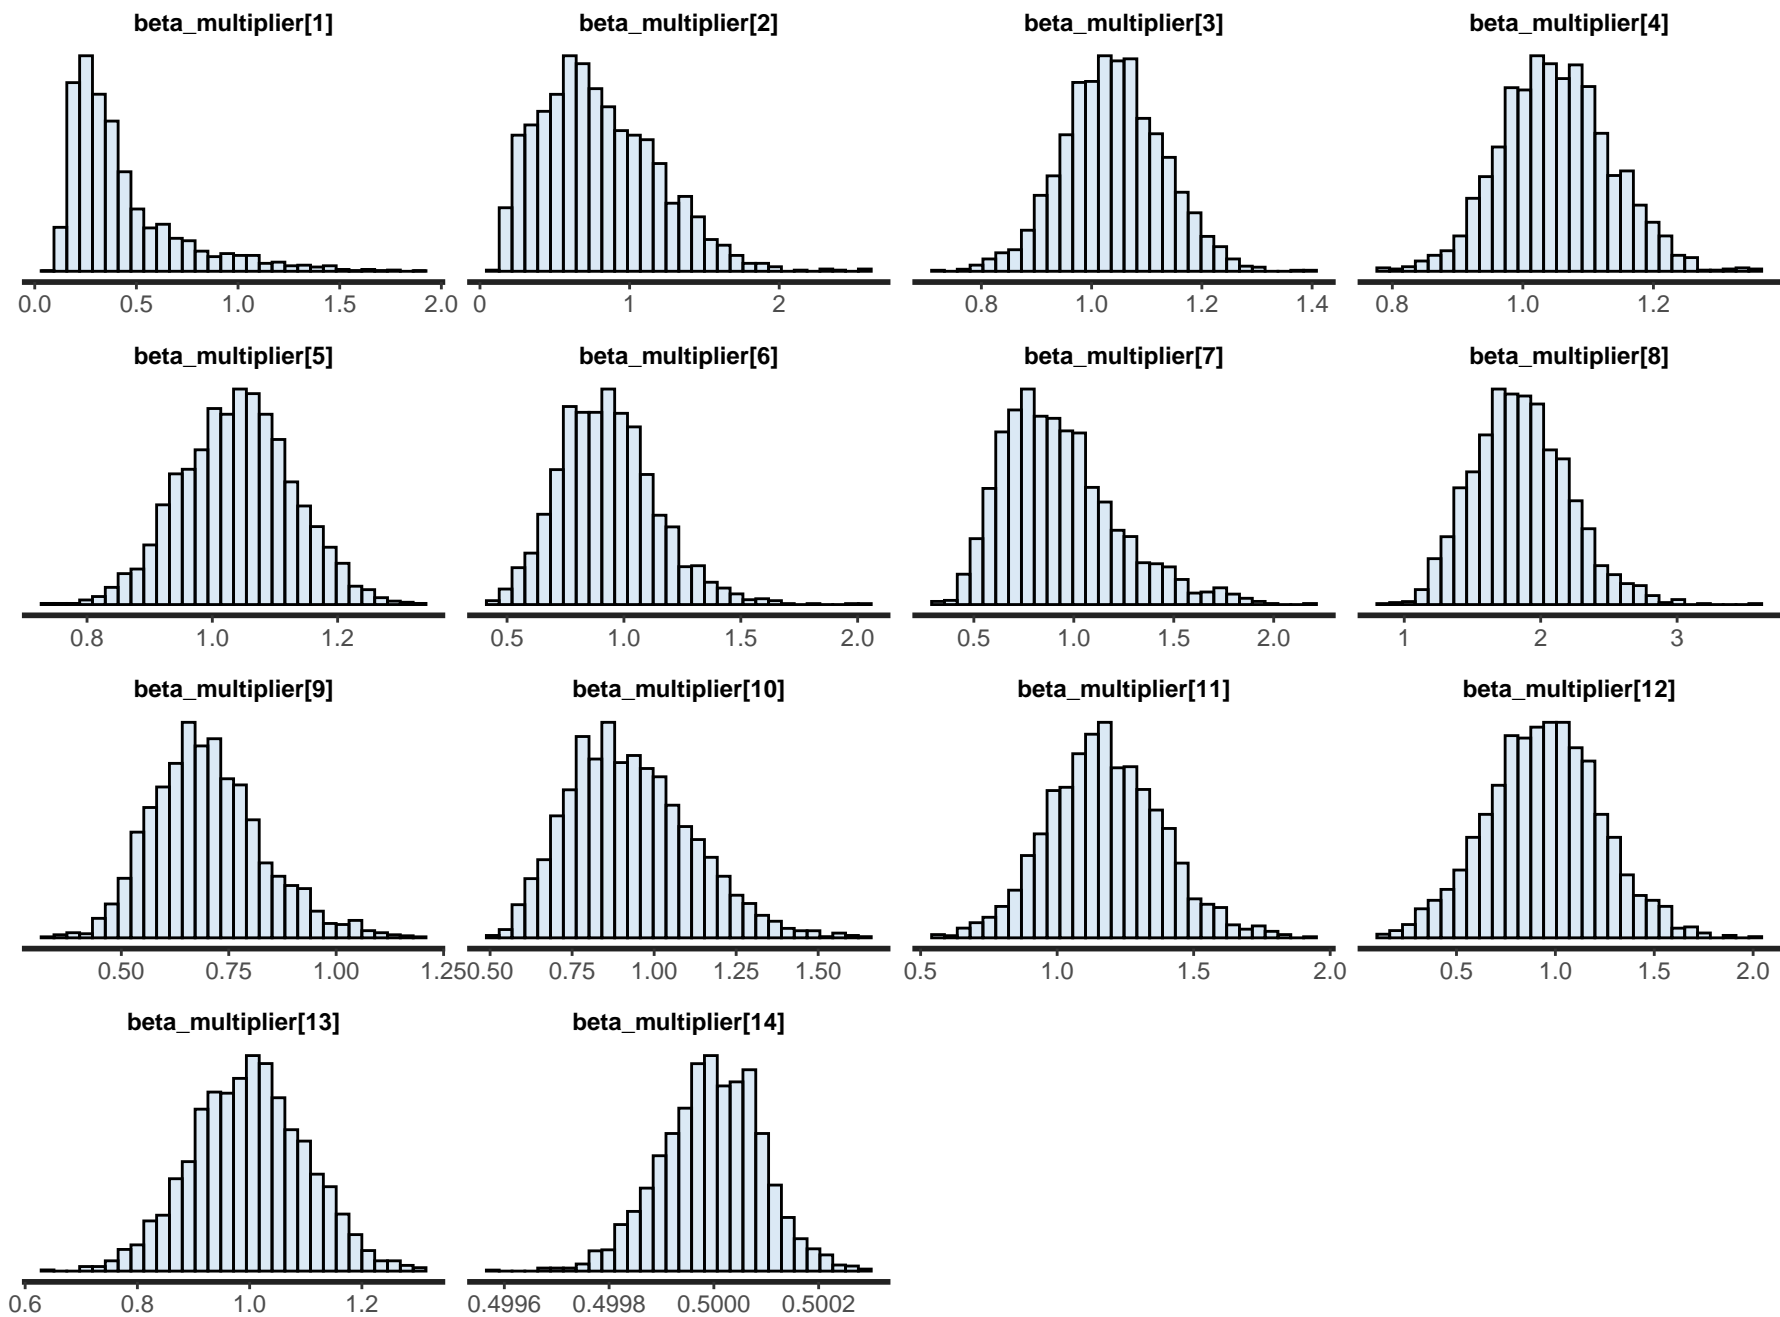 beta_multiplier[1] beta_multiplier[2] beta_multiplier[3] beta_multiplier[4]
0.0 0.5 1.0 1.5 2.0 0 1 2 0.8 1.0 1.2 1.4 0.8 1.0 1.2
beta_multiplier[5] beta_multiplier[6] beta_multiplier[7] beta_multiplier[8]
0.8 1.0 1.2 0.5 1.0 1.5 2.0 0.5 1.0 1.5 2.0 1 2 3
beta_multiplier[9] beta_multiplier[10] beta_multiplier[11] beta_multiplier[12]
0.50 0.75 1.00 1.25 0.50 0.75 1.00 1.25 1.50 0.5 1.0 1.5 2.0 0.5 1.0 1.5 2.0
beta_multiplier[13] beta_multiplier[14]
0.6 0.8 1.0 1.2 0.4996 0.4998 0.5000 0.5002